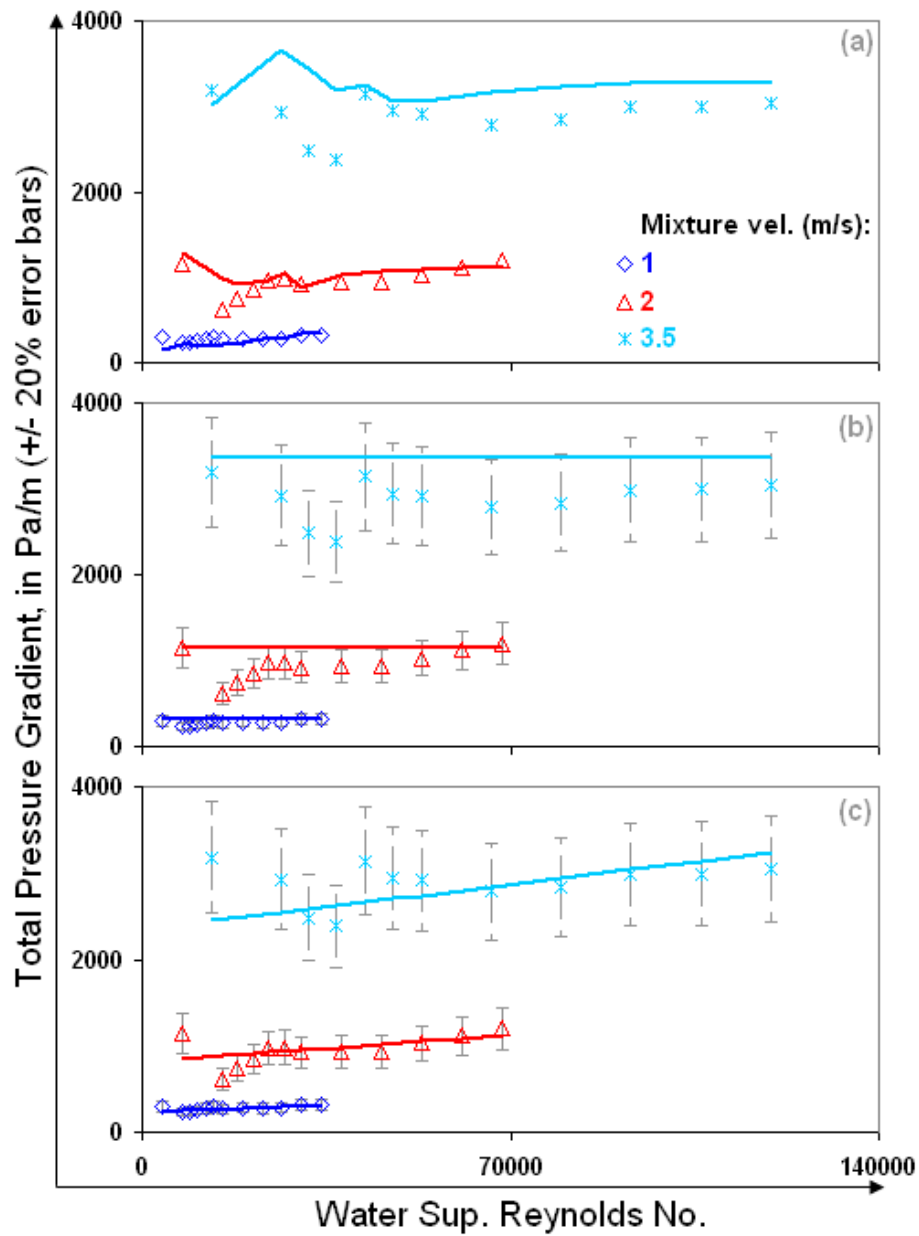 Total Pressure Gradient, in Pa/m (+/- 20% error bars)
4000
(a)
2000
Mixture vel. (m/s):
1
2
3.5
0
4000
(b)
2000
0
4000
(c)
2000
0
0
70000
140000
Water Sup. Reynolds No.